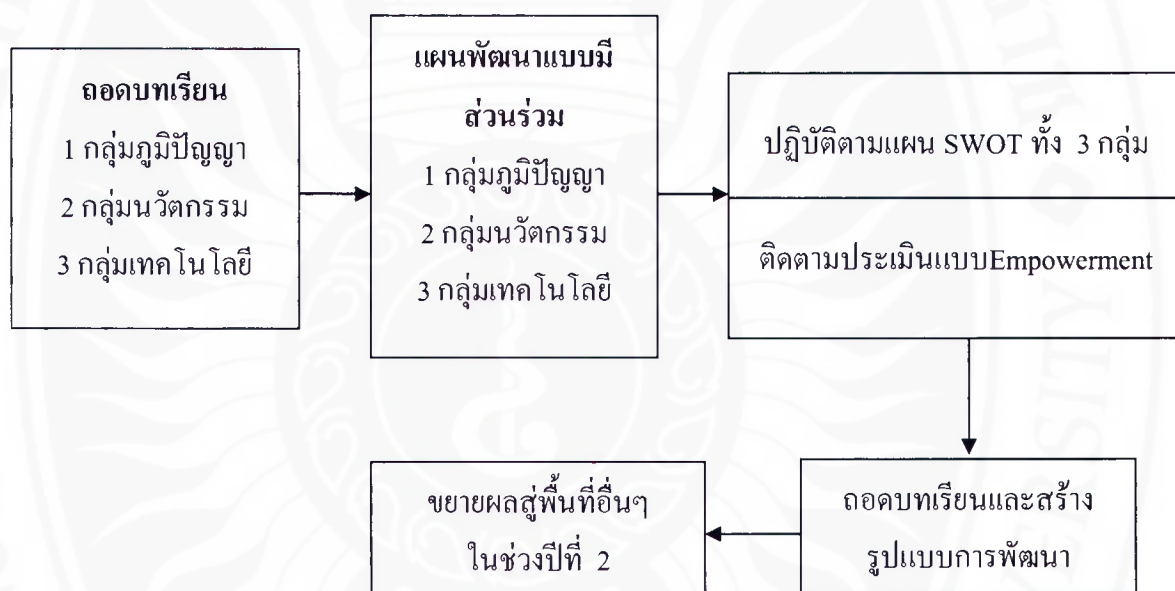 ถอดบทเรียน
1 กลุ่มภูมิปัญญา
2 กลุ่มนวัตกรรม
3 กลุ่มเทคโนโลยี
แผนพัฒนาแบบมี
ส่วนร่วม
1 กลุ่มภูมิปัญญา
2 กลุ่มนวัตกรรม
3 กลุ่มเทคโนโลยี
ปฏิบัติตามแผน SWOT ทั้ง 3 กลุ่ม
ติดตามประเมินแบบEmpowerment
ถอดบทเรียนและสร้าง
รูปแบบการพัฒนา
ขยายผลสู่พื้นที่อื่นๆ
ในช่วงปีที่ 2